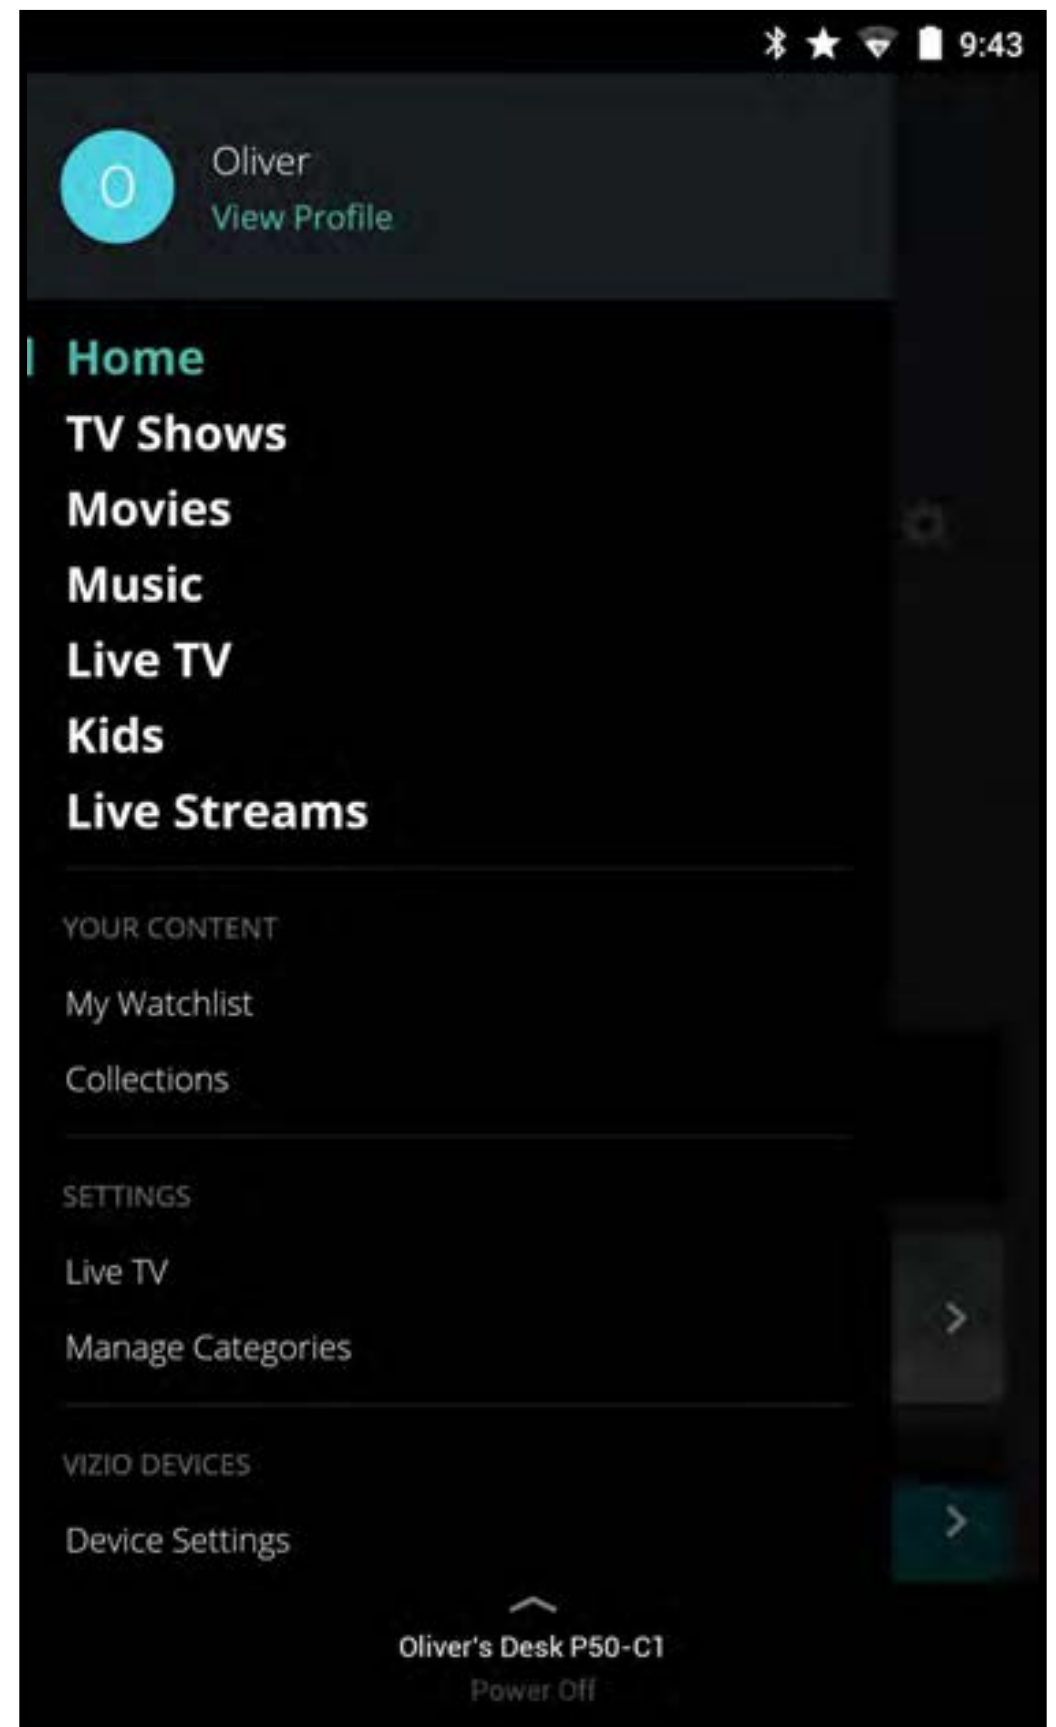 9:43
O
Oliver
View Profile
Home
TV Shows
Movies
Music
Live TV
Kids
Live Streams
YOUR CONTENT
My Watchlist
Collections
SETTINGS
Live TV
Manage Categories
VIZIO DEVICES
Device Settings
Oliver's Desk P50-C1
Power Off